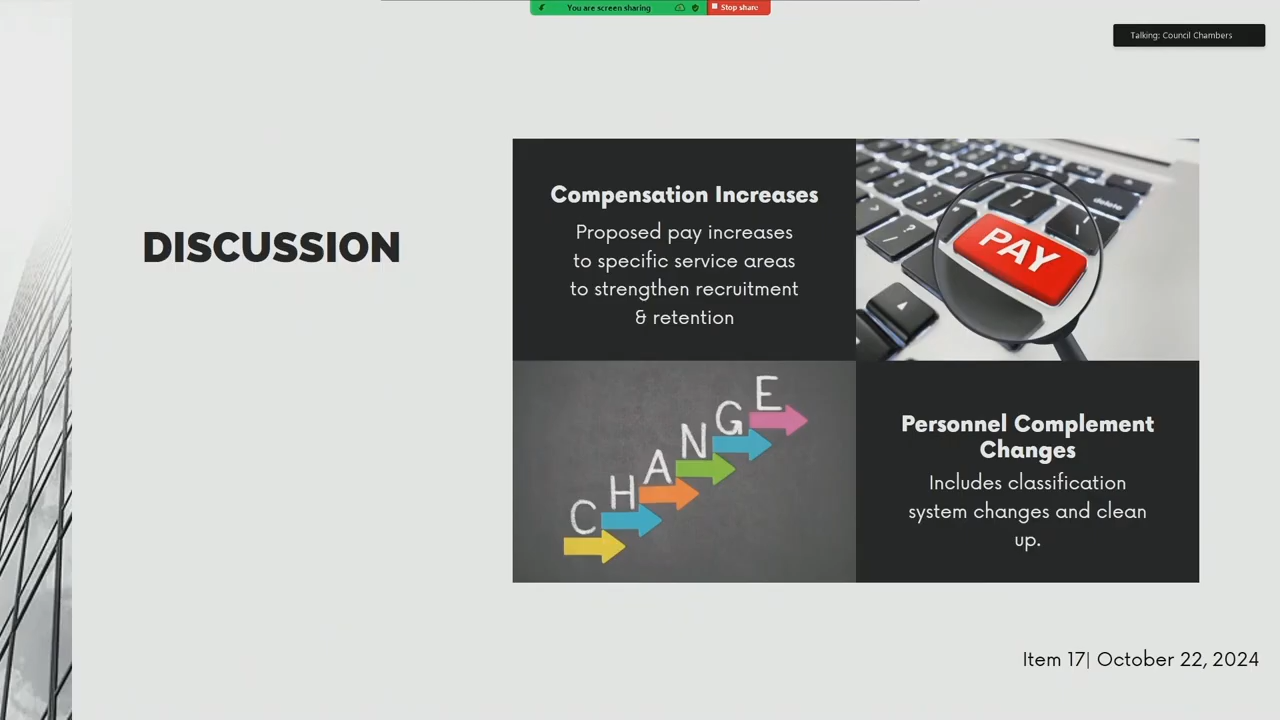 You are screen sharing
Stop share
Talking: Council Chambers
DISCUSSION
Compensation Increases
Proposed pay increases
to specific service areas
to strengthen recruitment
& retention
delete
PAY
CHANGE
Personnel Complement
Changes
Includes classification
system changes and clean
up.
Item 17| October 22, 2024